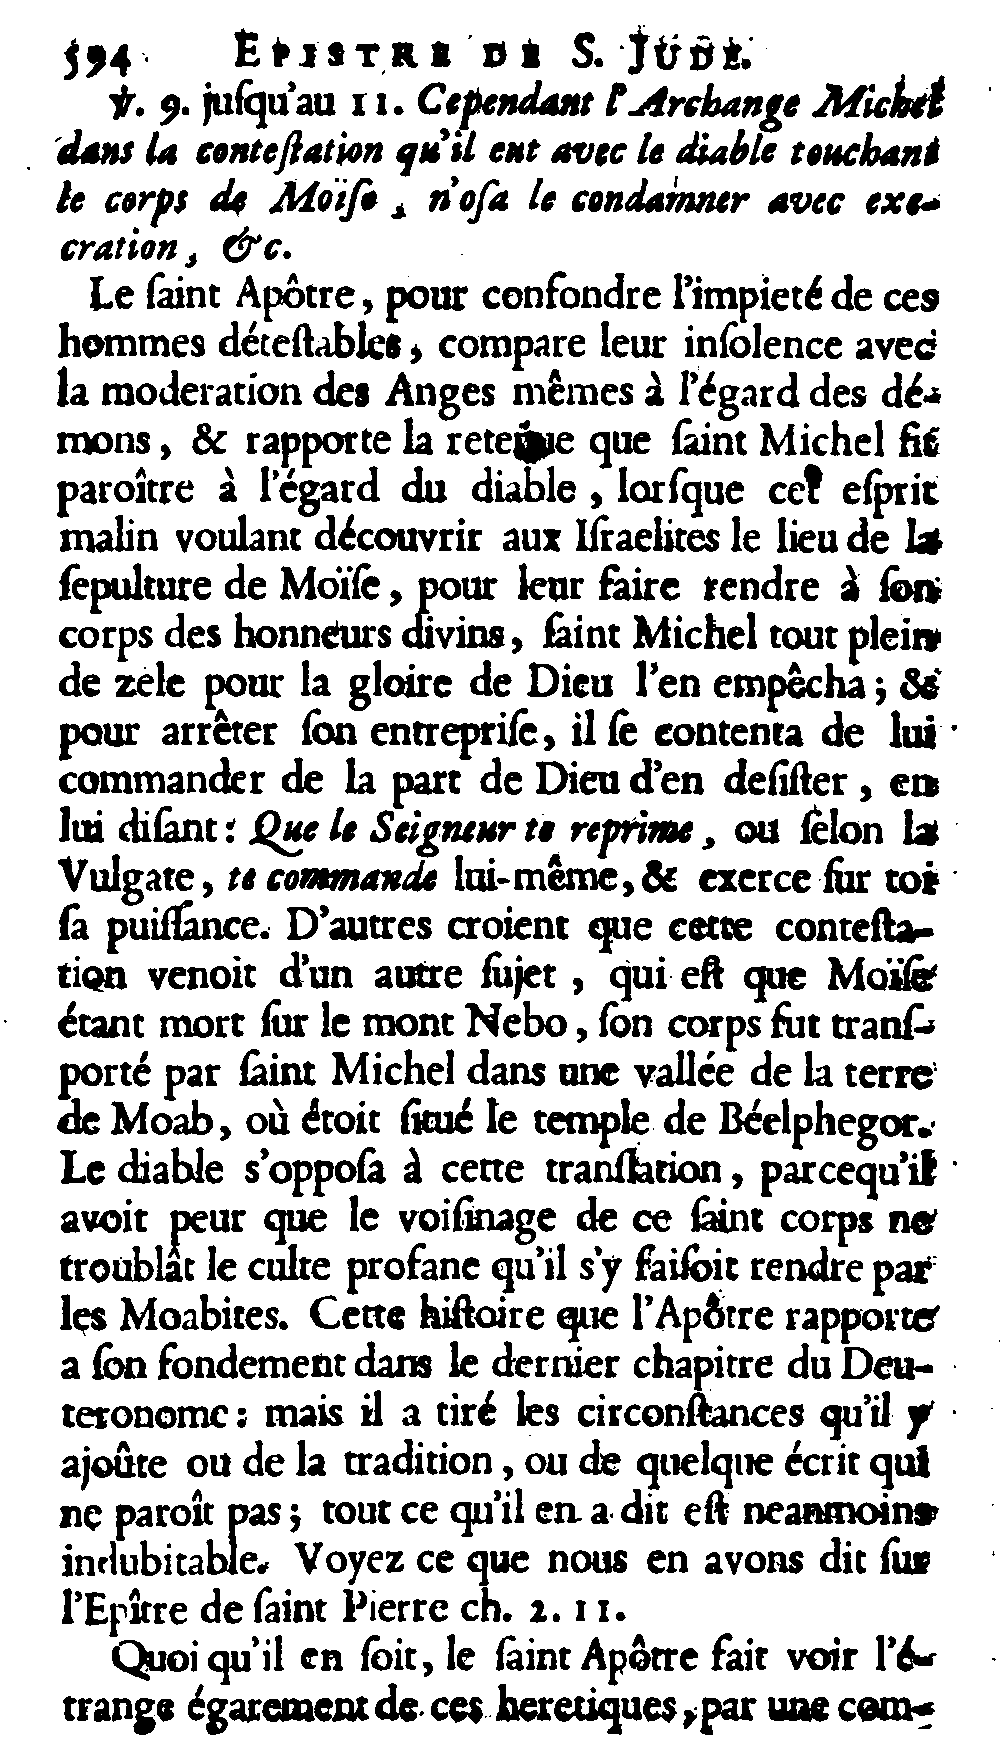 594 EPISTRE DE S. JUDE.
℣. 9. juſqu'au 11. Cependant l'Archange Michel
dans la conteſtation qu'il eut avec le diable touchant
le corps de Moïſe, n'oſa le condamner avec exe-
cration, &c.
Le ſaint Apôtre, pour confondre l'impieté de ces
hommes déteſtables, compare leur inſolence avec
la moderation des Anges mêmes à l'égard des dé-
mons, & rapporte la retenue que ſaint Michel fit
paroître à l'égard du diable, lorſque cet eſprit
malin voulant découvrir aux Iſraelites le lieu de la
ſepulture de Moïſe, pour leur faire rendre à ſon
corps des honneurs divins, ſaint Michel tout plein
de zele pour la gloire de Dieu l'en empêcha; &
pour arrêter ſon entrepriſe, il ſe contenta de lui
commander de la part de Dieu d'en deſiſter, en
lui diſant: Que le Seigneur te reprime, ou ſelon la
Vulgate, te commande lui-même, & exerce ſur toi
ſa puiſſance. D'autres croient que cette conteſta-
tion venoit d'un autre ſujet, qui eſt que Moïſe
étant mort ſur le mont Nebo, ſon corps fut tranſ-
porté par ſaint Michel dans une vallée de la terre
de Moab, où étoit ſitué le temple de Béelphegor.
Le diable s'oppoſa à cette tranſlation, parcequ'il
avoit peur que le voiſinage de ce ſaint corps ne
troublât le culte profane qu'il s'y faiſoit rendre par
les Moabites. Cette hiſtoire que l'Apôtre rapporte
a ſon fondement dans le dernier chapitre du Deu-
teronome: mais il a tiré les circonſtances qu'il y
ajoûte ou de la tradition, ou de quelque écrit qui
ne paroît pas; tout ce qu'il en a dit eſt neanmoins
indubitable. Voyez ce que nous en avons dit ſur
l'Epître de ſaint Pierre ch. 2. 11.
Quoi qu'il en ſoit, le ſaint Apôtre fait voir l'é-
trange égarement de ces heretiques, par une com-